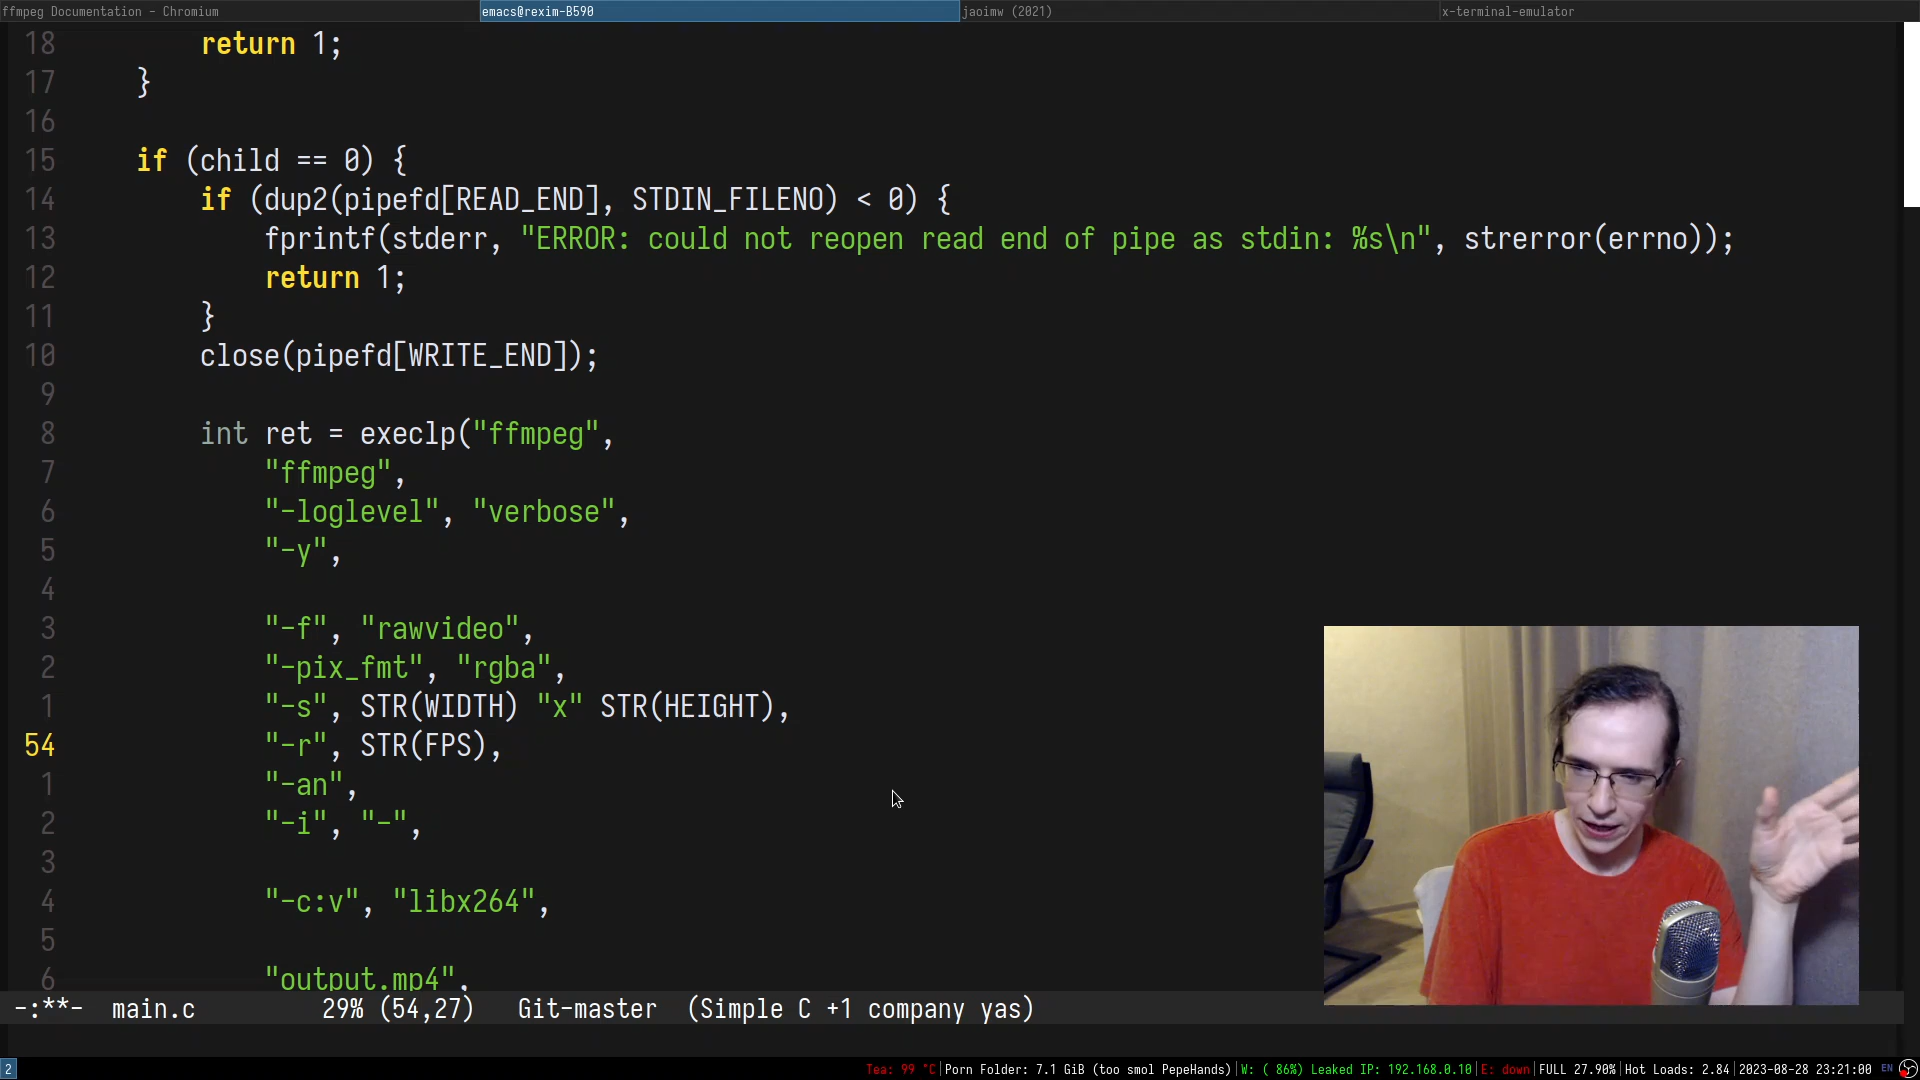 ffmpeg Documentation - Chromium emacs@rexim-B590 jaoimw (2021) x-terminal-emulator
18 return 1;
17 }
16
15 if (child == 0) {
14 if (dup2(pipefd[READ_END], STDIN_FILENO) < 0) {
13 fprintf(stderr, "ERROR: could not reopen read end of pipe as stdin: %s\n", strerror(errno));
12 return 1;
11 }
10 close(pipefd[WRITE_END]);
9
8 int ret = execlp("ffmpeg",
7 "ffmpeg",
6 "-loglevel", "verbose",
5 "-y",
4
3 "-f", "rawvideo",
2 "-pix_fmt", "rgba",
1 "-s", STR(WIDTH) "x" STR(HEIGHT),
54 "-r", STR(FPS),
1 "-an",
2 "-i", "-",
3
4 "-c:v", "libx264",
5
6 "output.mp4",
-:**- main.c 29% (54,27) Git-master (Simple C +1 company yas)
2 Tea: 99 °C|Porn Folder: 7.1 GiB (too smol PepeHands)|W: ( 86%) Leaked IP: 192.168.0.10|E: down|FULL 27.90%|Hot Loads: 2.84|2023-08-28 23:21:00 EN